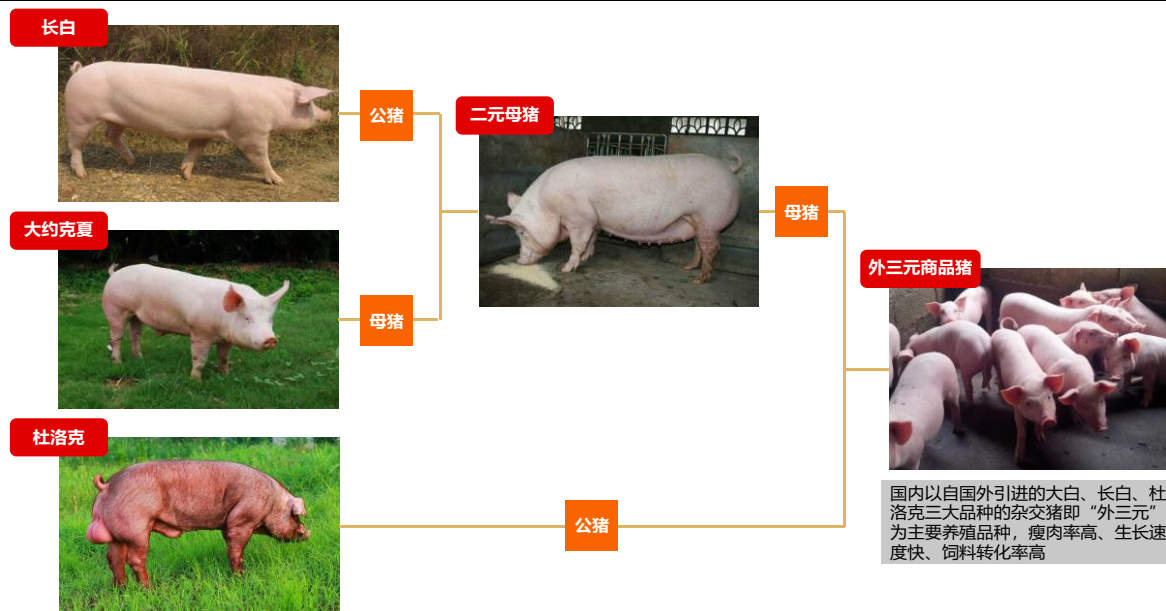 长白
公猪
二元母猪
大约克夏
母猪
母猪
外三元商品猪
杜洛克
公猪
国内以自国外引进的大白、长白、杜
洛克三大品种的杂交猪即“外三元”
为主要养殖品种，瘦肉率高、生长速
度快、饲料转化率高